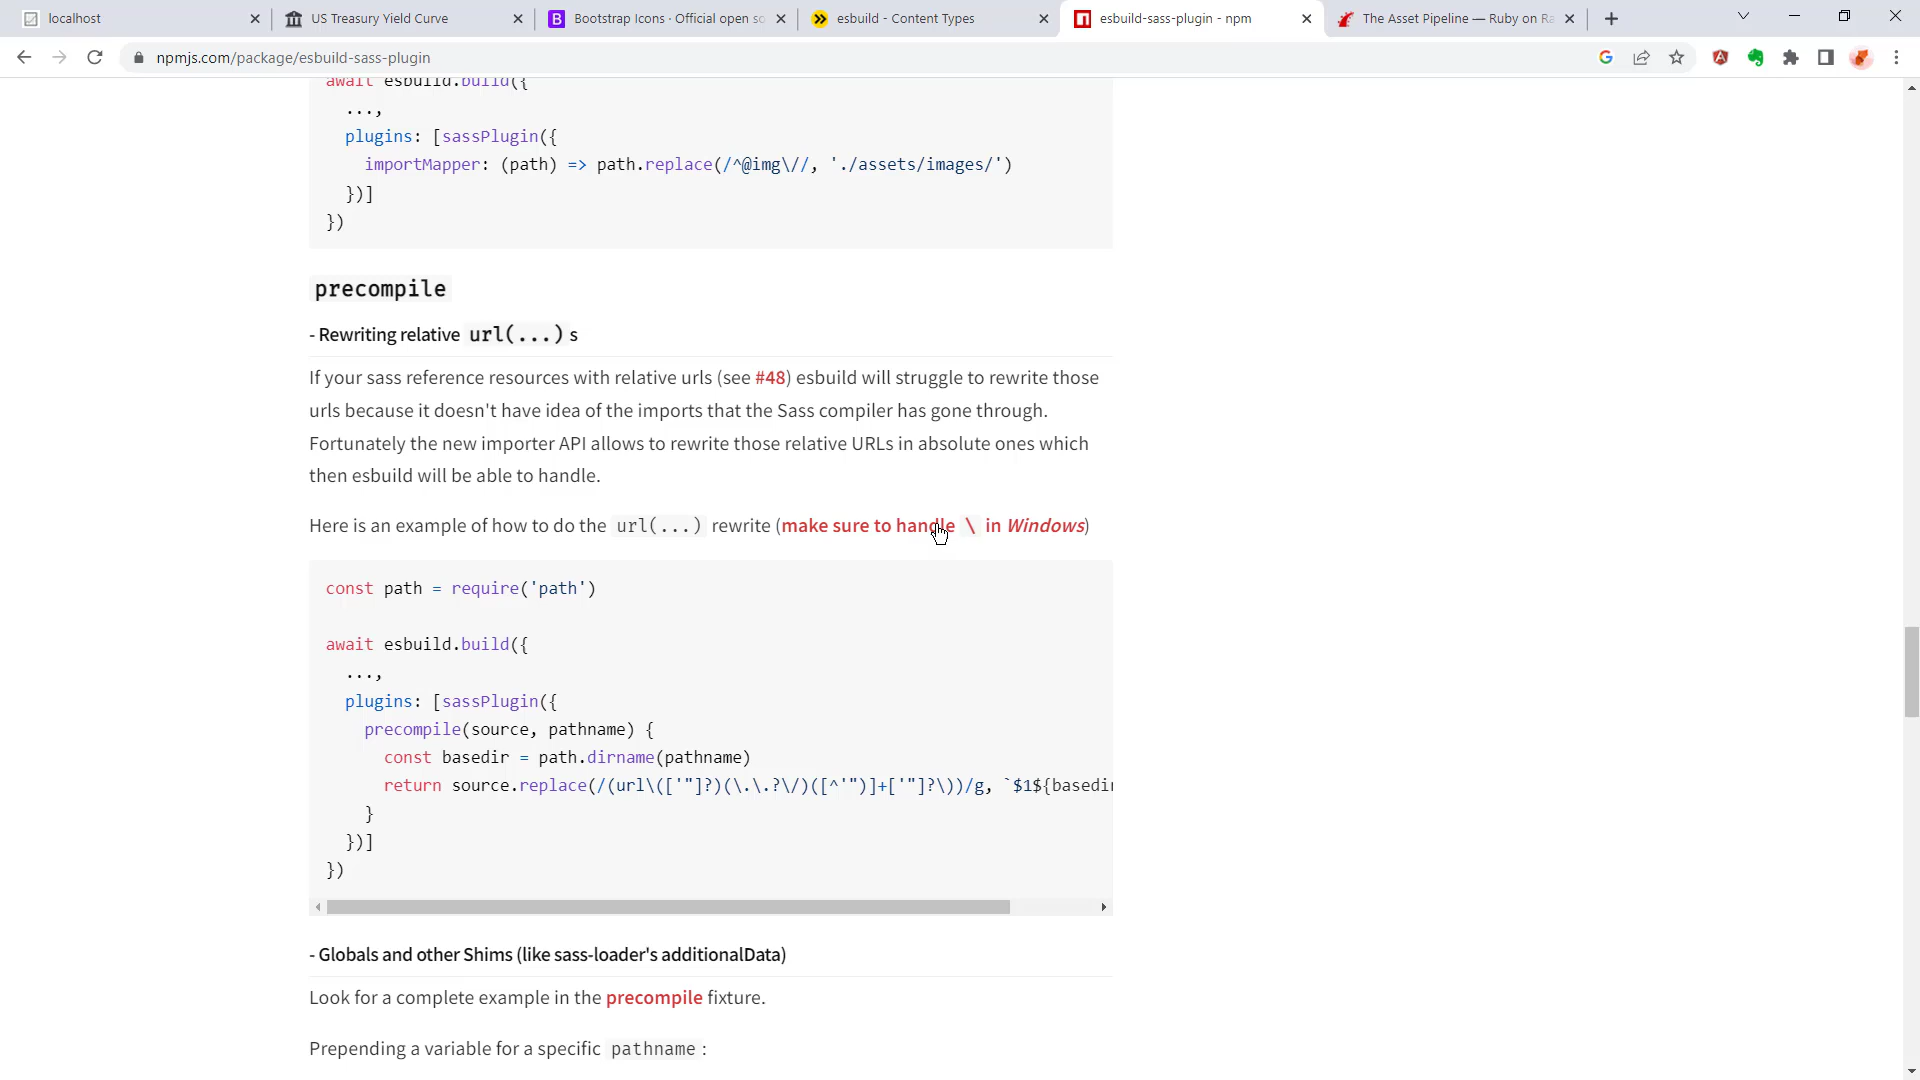 localhost
US Treasury Yield Curve
Bootstrap Icons · Official open so
esbuild - Content Types
esbuild-sass-plugin - npm
The Asset Pipeline — Ruby on Ra
npmjs.com/package/esbuild-sass-plugin
await esbuild.build({
...,
plugins: [sassPlugin({
importMapper: (path) => path.replace(/^@img\//, './assets/images/')
})]
})
precompile
- Rewriting relative url(...) s
If your sass reference resources with relative urls (see #48) esbuild will struggle to rewrite those
urls because it doesn't have idea of the imports that the Sass compiler has gone through.
Fortunately the new importer API allows to rewrite those relative URLs in absolute ones which
then esbuild will be able to handle.
Here is an example of how to do the url(...) rewrite (make sure to handle \ in Windows)
const path = require('path')
await esbuild.build({
...,
plugins: [sassPlugin({
precompile(source, pathname) {
const basedir = path.dirname(pathname)
return source.replace(/(url\(['"]?)(\.\.?\/)([^'")]+['"]?\))/g, `$1${basedir
}
})]
})
- Globals and other Shims (like sass-loader's additionalData)
Look for a complete example in the precompile fixture.
Prepending a variable for a specific pathname :